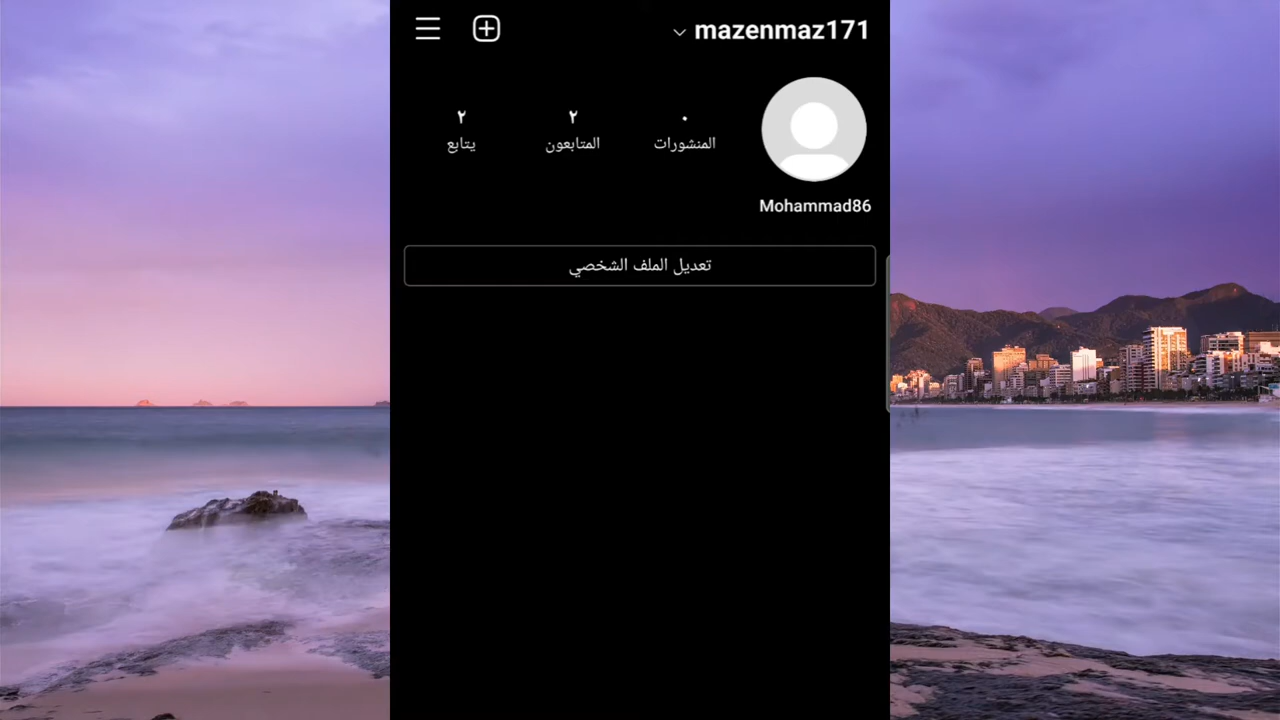 mazenmaz171
٠ ٢ ٢
المنشورات المتابعون يتابع
Mohammad86
تعديل الملف الشخصي